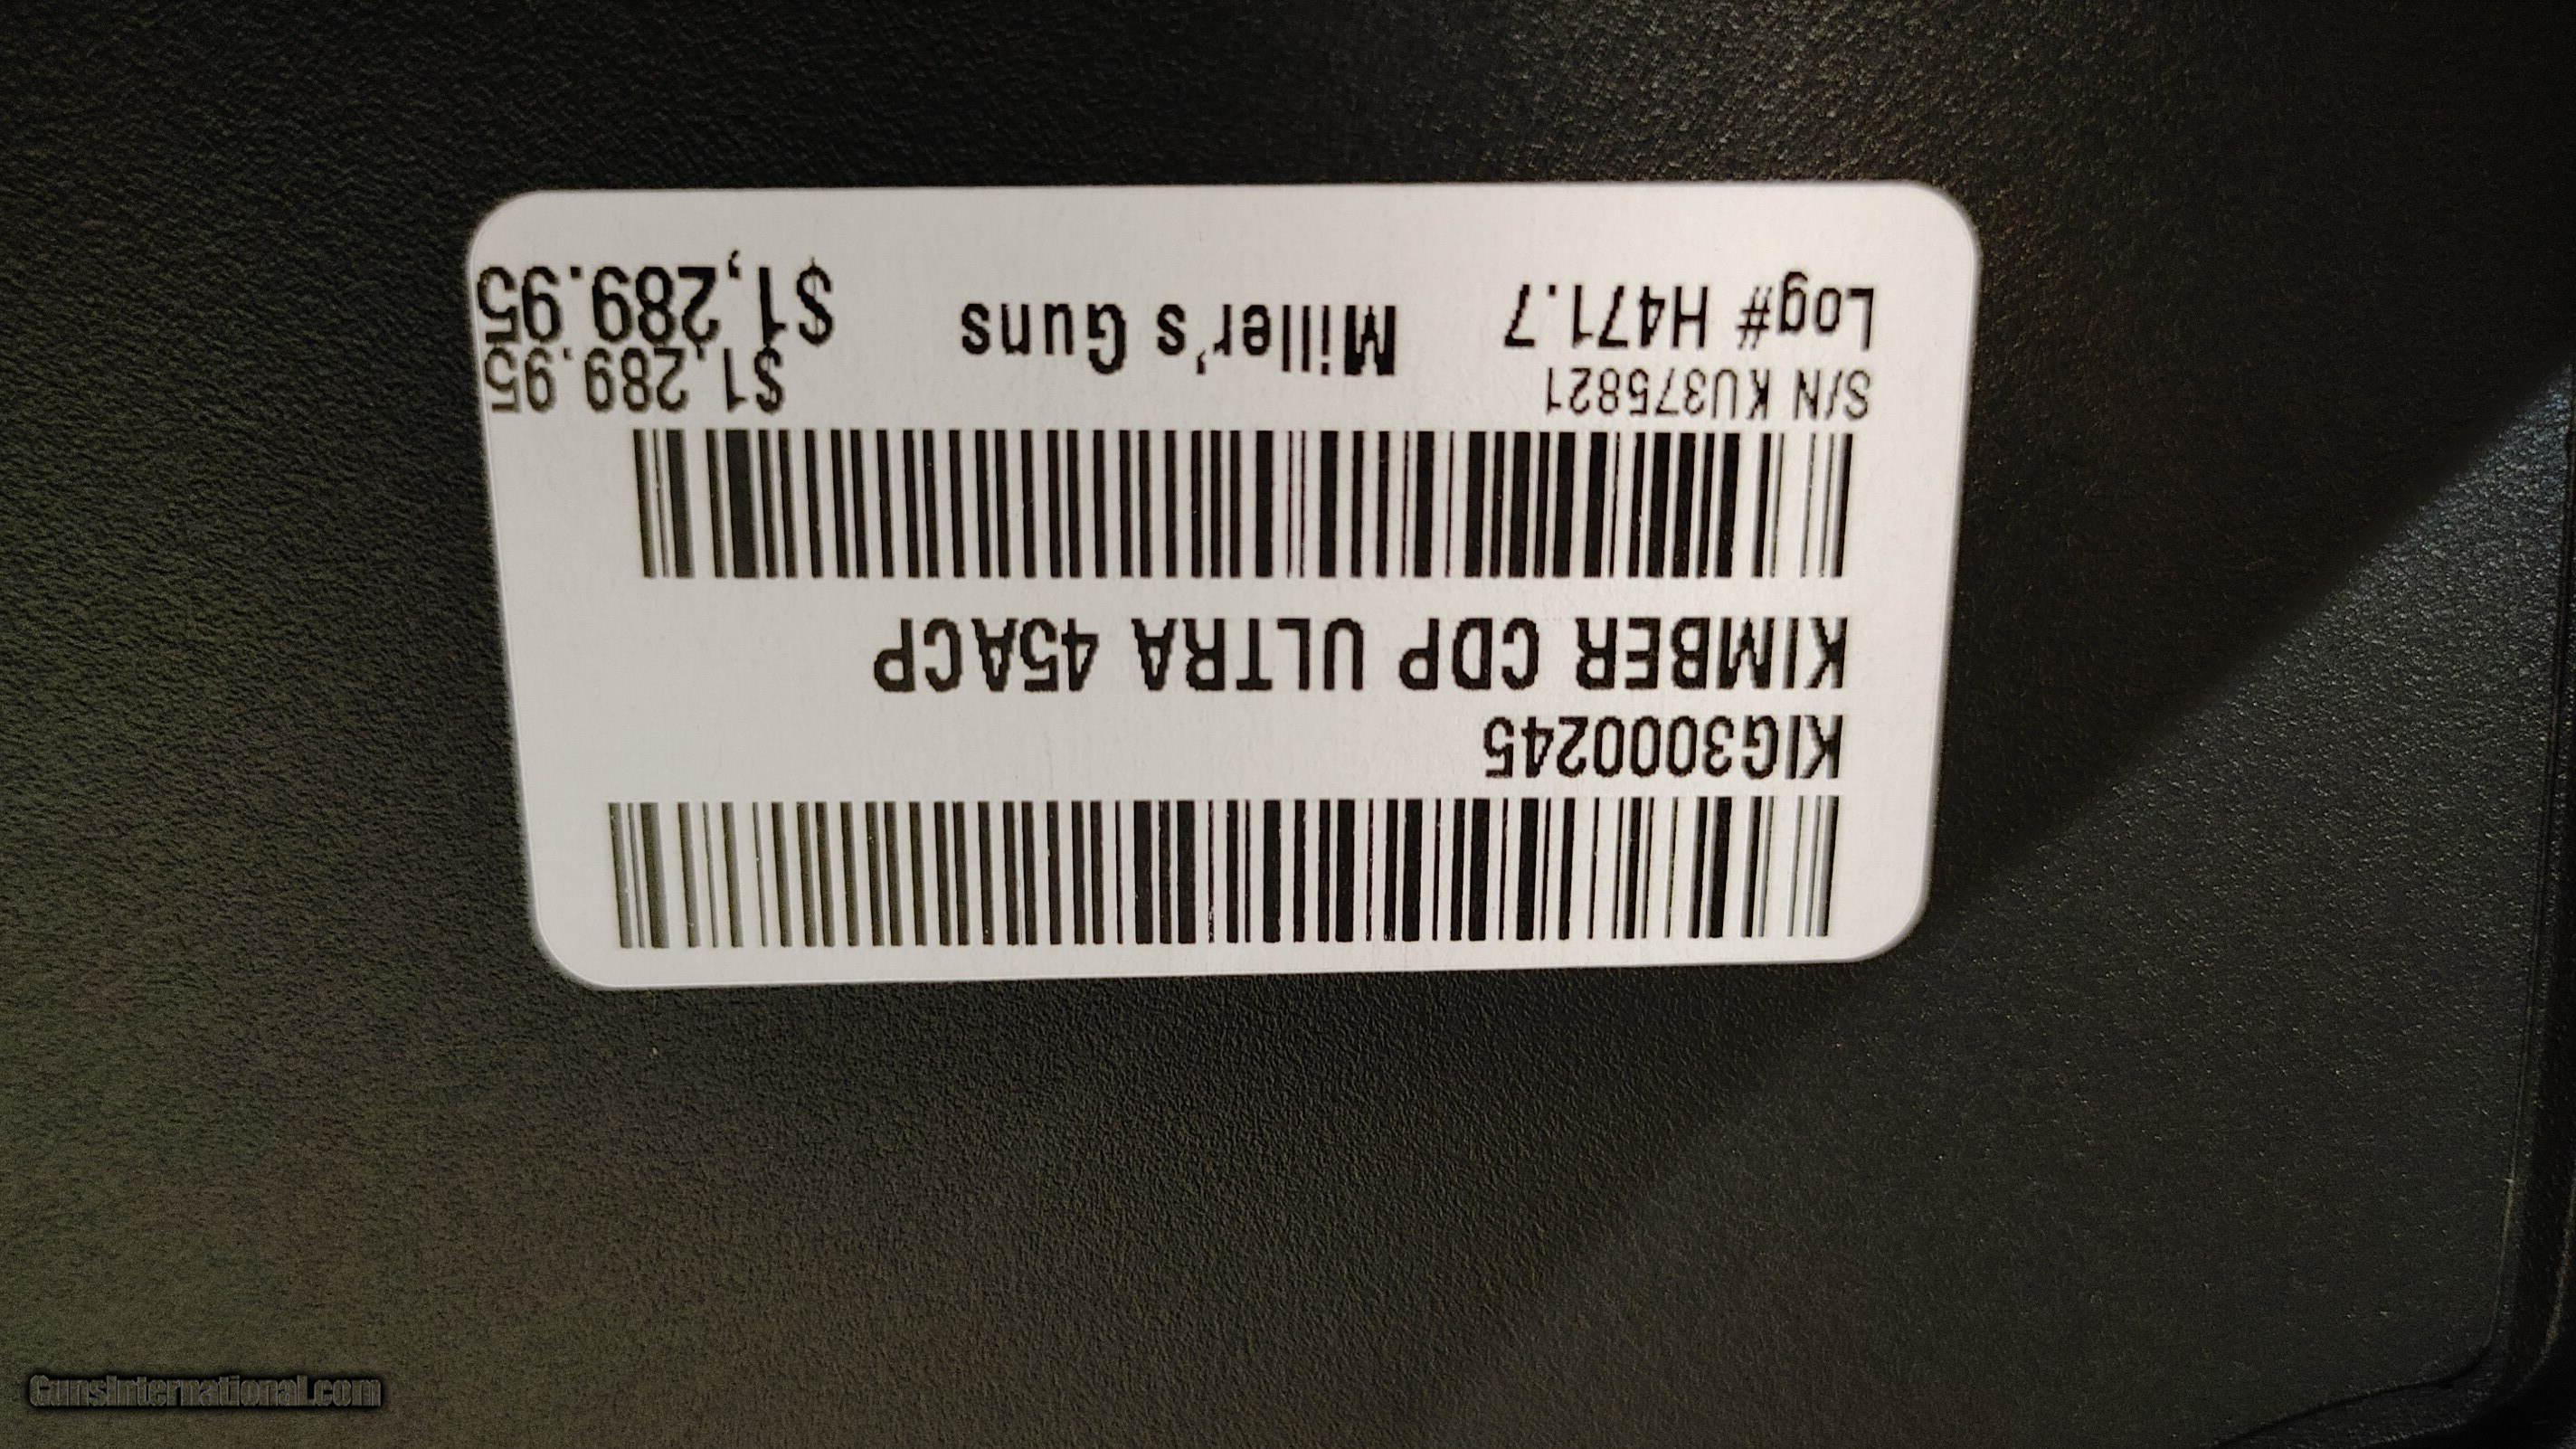 KIG3000245
KIMBER CDP ULTRA 45ACP
S/N KU375821
$1,289.95
Log# H471.7
Miller's Guns
$1,289.95
GunsInternational.com